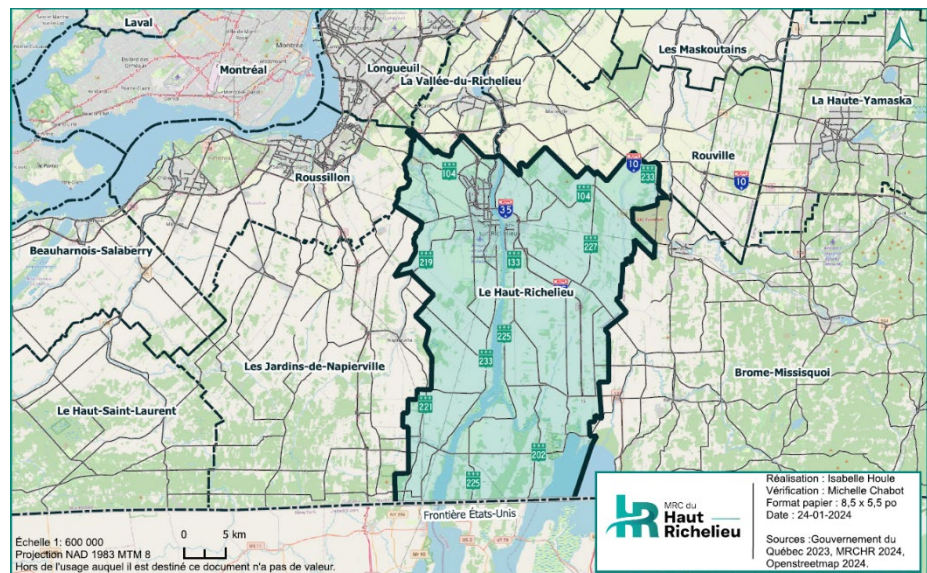 Laval
Montréal
Longueuil
La Vallée-du-Richelieu
Les Maskoutains
La Haute-Yamaska
Rouville
Roussillon
10
10
233
104
104
35
Beauharnois-Salaberry
219
133
227
Le Haut-Richelieu
225
233
Les Jardins-de-Napierville
Brome-Missisquoi
Le Haut-Saint-Laurent
221
202
225
Frontière États-Unis
Échelle 1: 600 000
Projection NAD 1983 MTM 8
Hors de l'usage auquel il est destiné ce document n'a pas de valeur.
0 5 km
HR
MRC du
Haut
Richelieu
Réalisation : Isabelle Houle
Vérification : Michelle Chabot
Format papier : 8,5 x 5,5 po
Date : 24-01-2024
Sources :Gouvernement du
Québec 2023, MRCHR 2024,
Openstreetmap 2024.